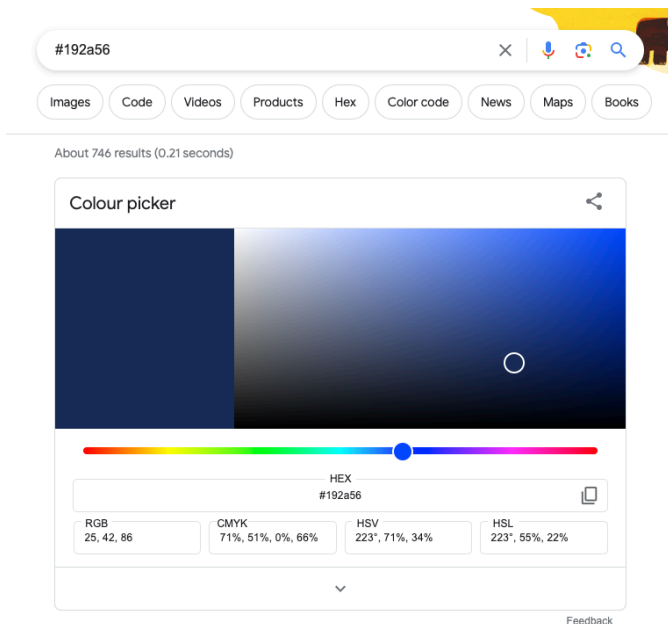 #192a56
Images Code Videos Products Hex Color code News Maps Books
About 746 results (0.21 seconds)
Colour picker
HEX
#192a56
RGB CMYK HSV HSL
25, 42, 86 71%, 51%, 0%, 66% 223°, 71%, 34% 223°, 55%, 22%
Feedback